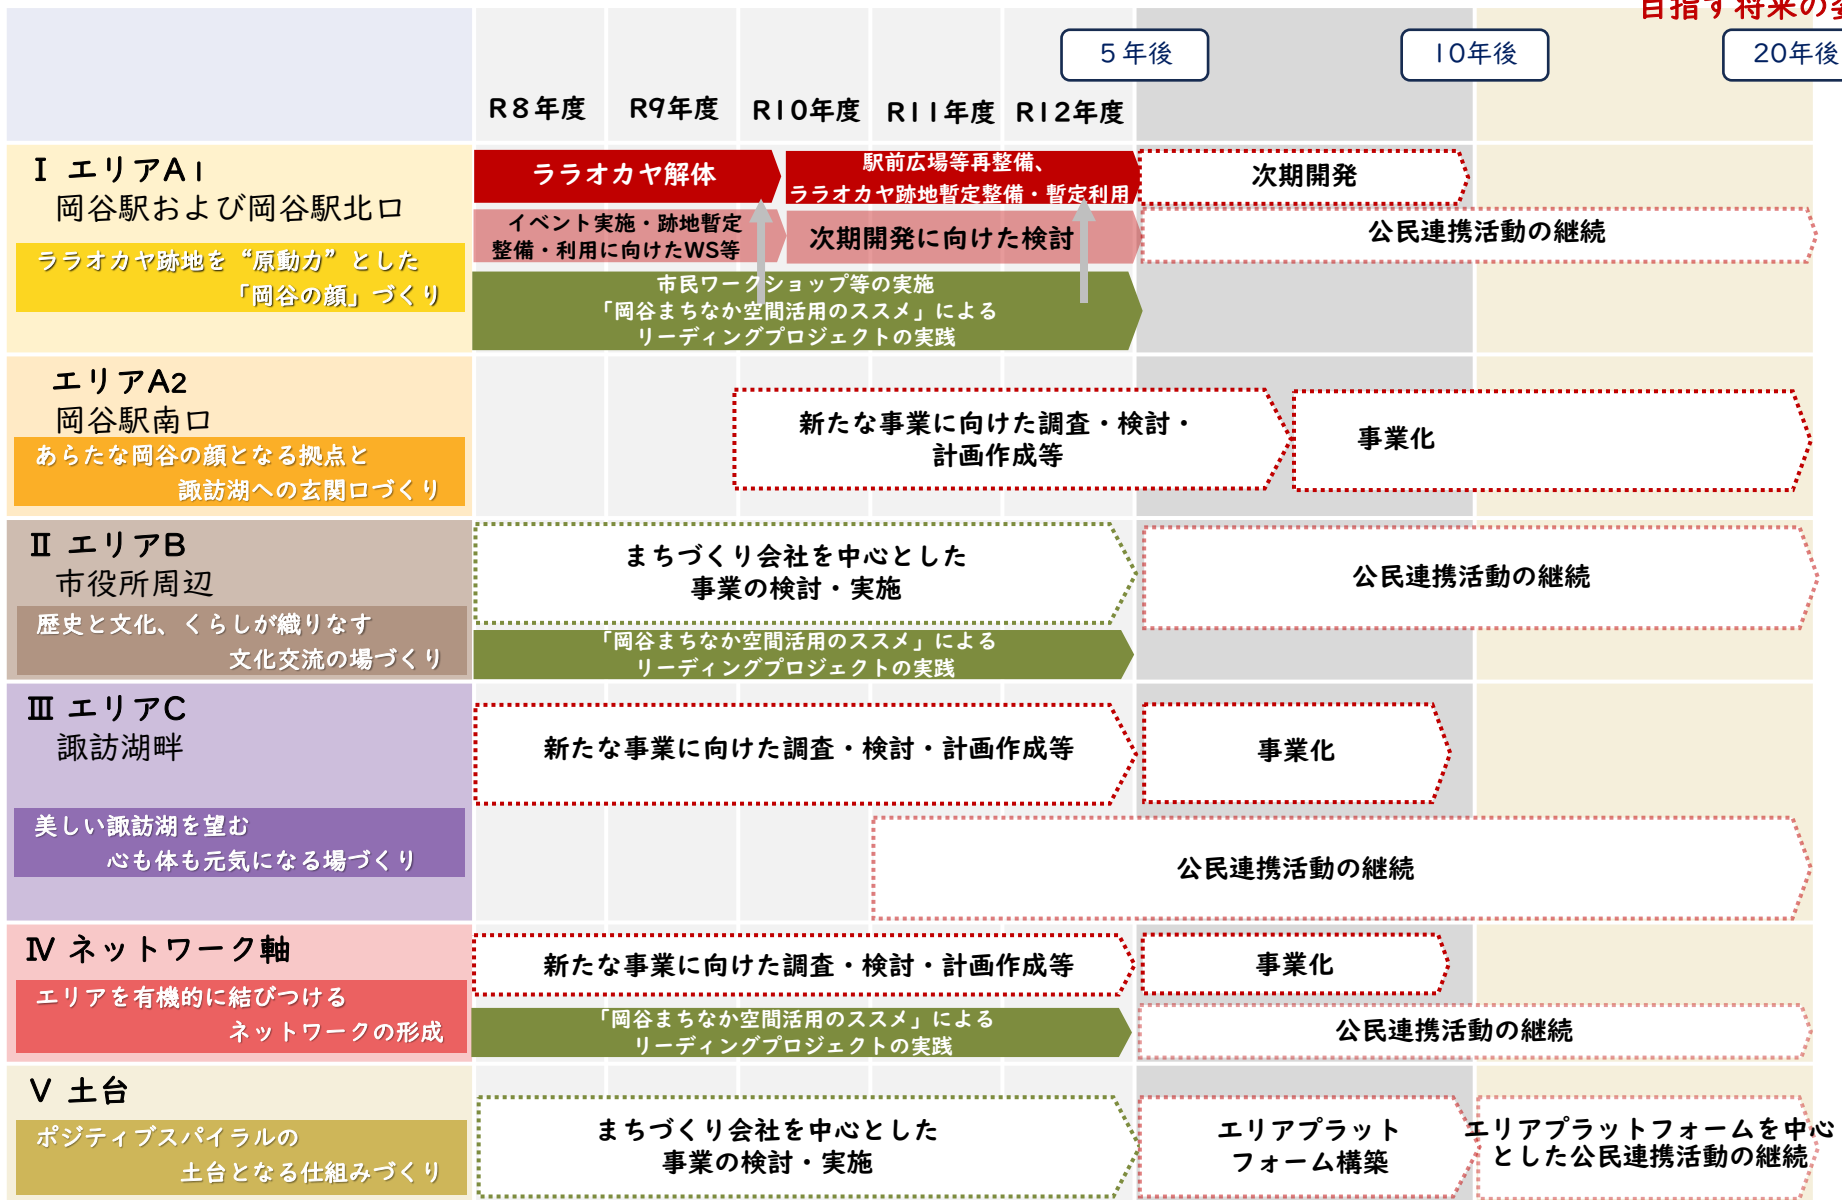 目指す将来の姿
5年後
10年後
20年後
R8年度
R9年度
R10年度
R11年度
R12年度
Ⅰ エリアA1
岡谷駅および岡谷駅北口
ララオカヤ跡地を“原動力”とした
「岡谷の顔」づくり
ララオカヤ解体
駅前広場等再整備、
ララオカヤ跡地暫定整備・暫定利用
次期開発
イベント実施・跡地暫定
整備・利用に向けたWS等
次期開発に向けた検討
公民連携活動の継続
市民ワークショップ等の実施
「岡谷まちなか空間活用のススメ」による
リーディングプロジェクトの実践
エリアA2
岡谷駅南口
あらたな岡谷の顔となる拠点と
諏訪湖への玄関口づくり
新たな事業に向けた調査・検討・
計画作成等
事業化
Ⅱ エリアB
市役所周辺
歴史と文化、くらしが織りなす
文化交流の場づくり
まちづくり会社を中心とした
事業の検討・実施
公民連携活動の継続
「岡谷まちなか空間活用のススメ」による
リーディングプロジェクトの実践
Ⅲ エリアC
諏訪湖畔
美しい諏訪湖を望む
心も体も元気になる場づくり
新たな事業に向けた調査・検討・計画作成等
事業化
公民連携活動の継続
Ⅳ ネットワーク軸
エリアを有機的に結びつける
ネットワークの形成
新たな事業に向けた調査・検討・計画作成等
事業化
「岡谷まちなか空間活用のススメ」による
リーディングプロジェクトの実践
公民連携活動の継続
Ⅴ 土台
ポジティブスパイラルの
土台となる仕組みづくり
まちづくり会社を中心とした
事業の検討・実施
エリアプラット
フォーム構築
エリアプラットフォームを中心
とした公民連携活動の継続